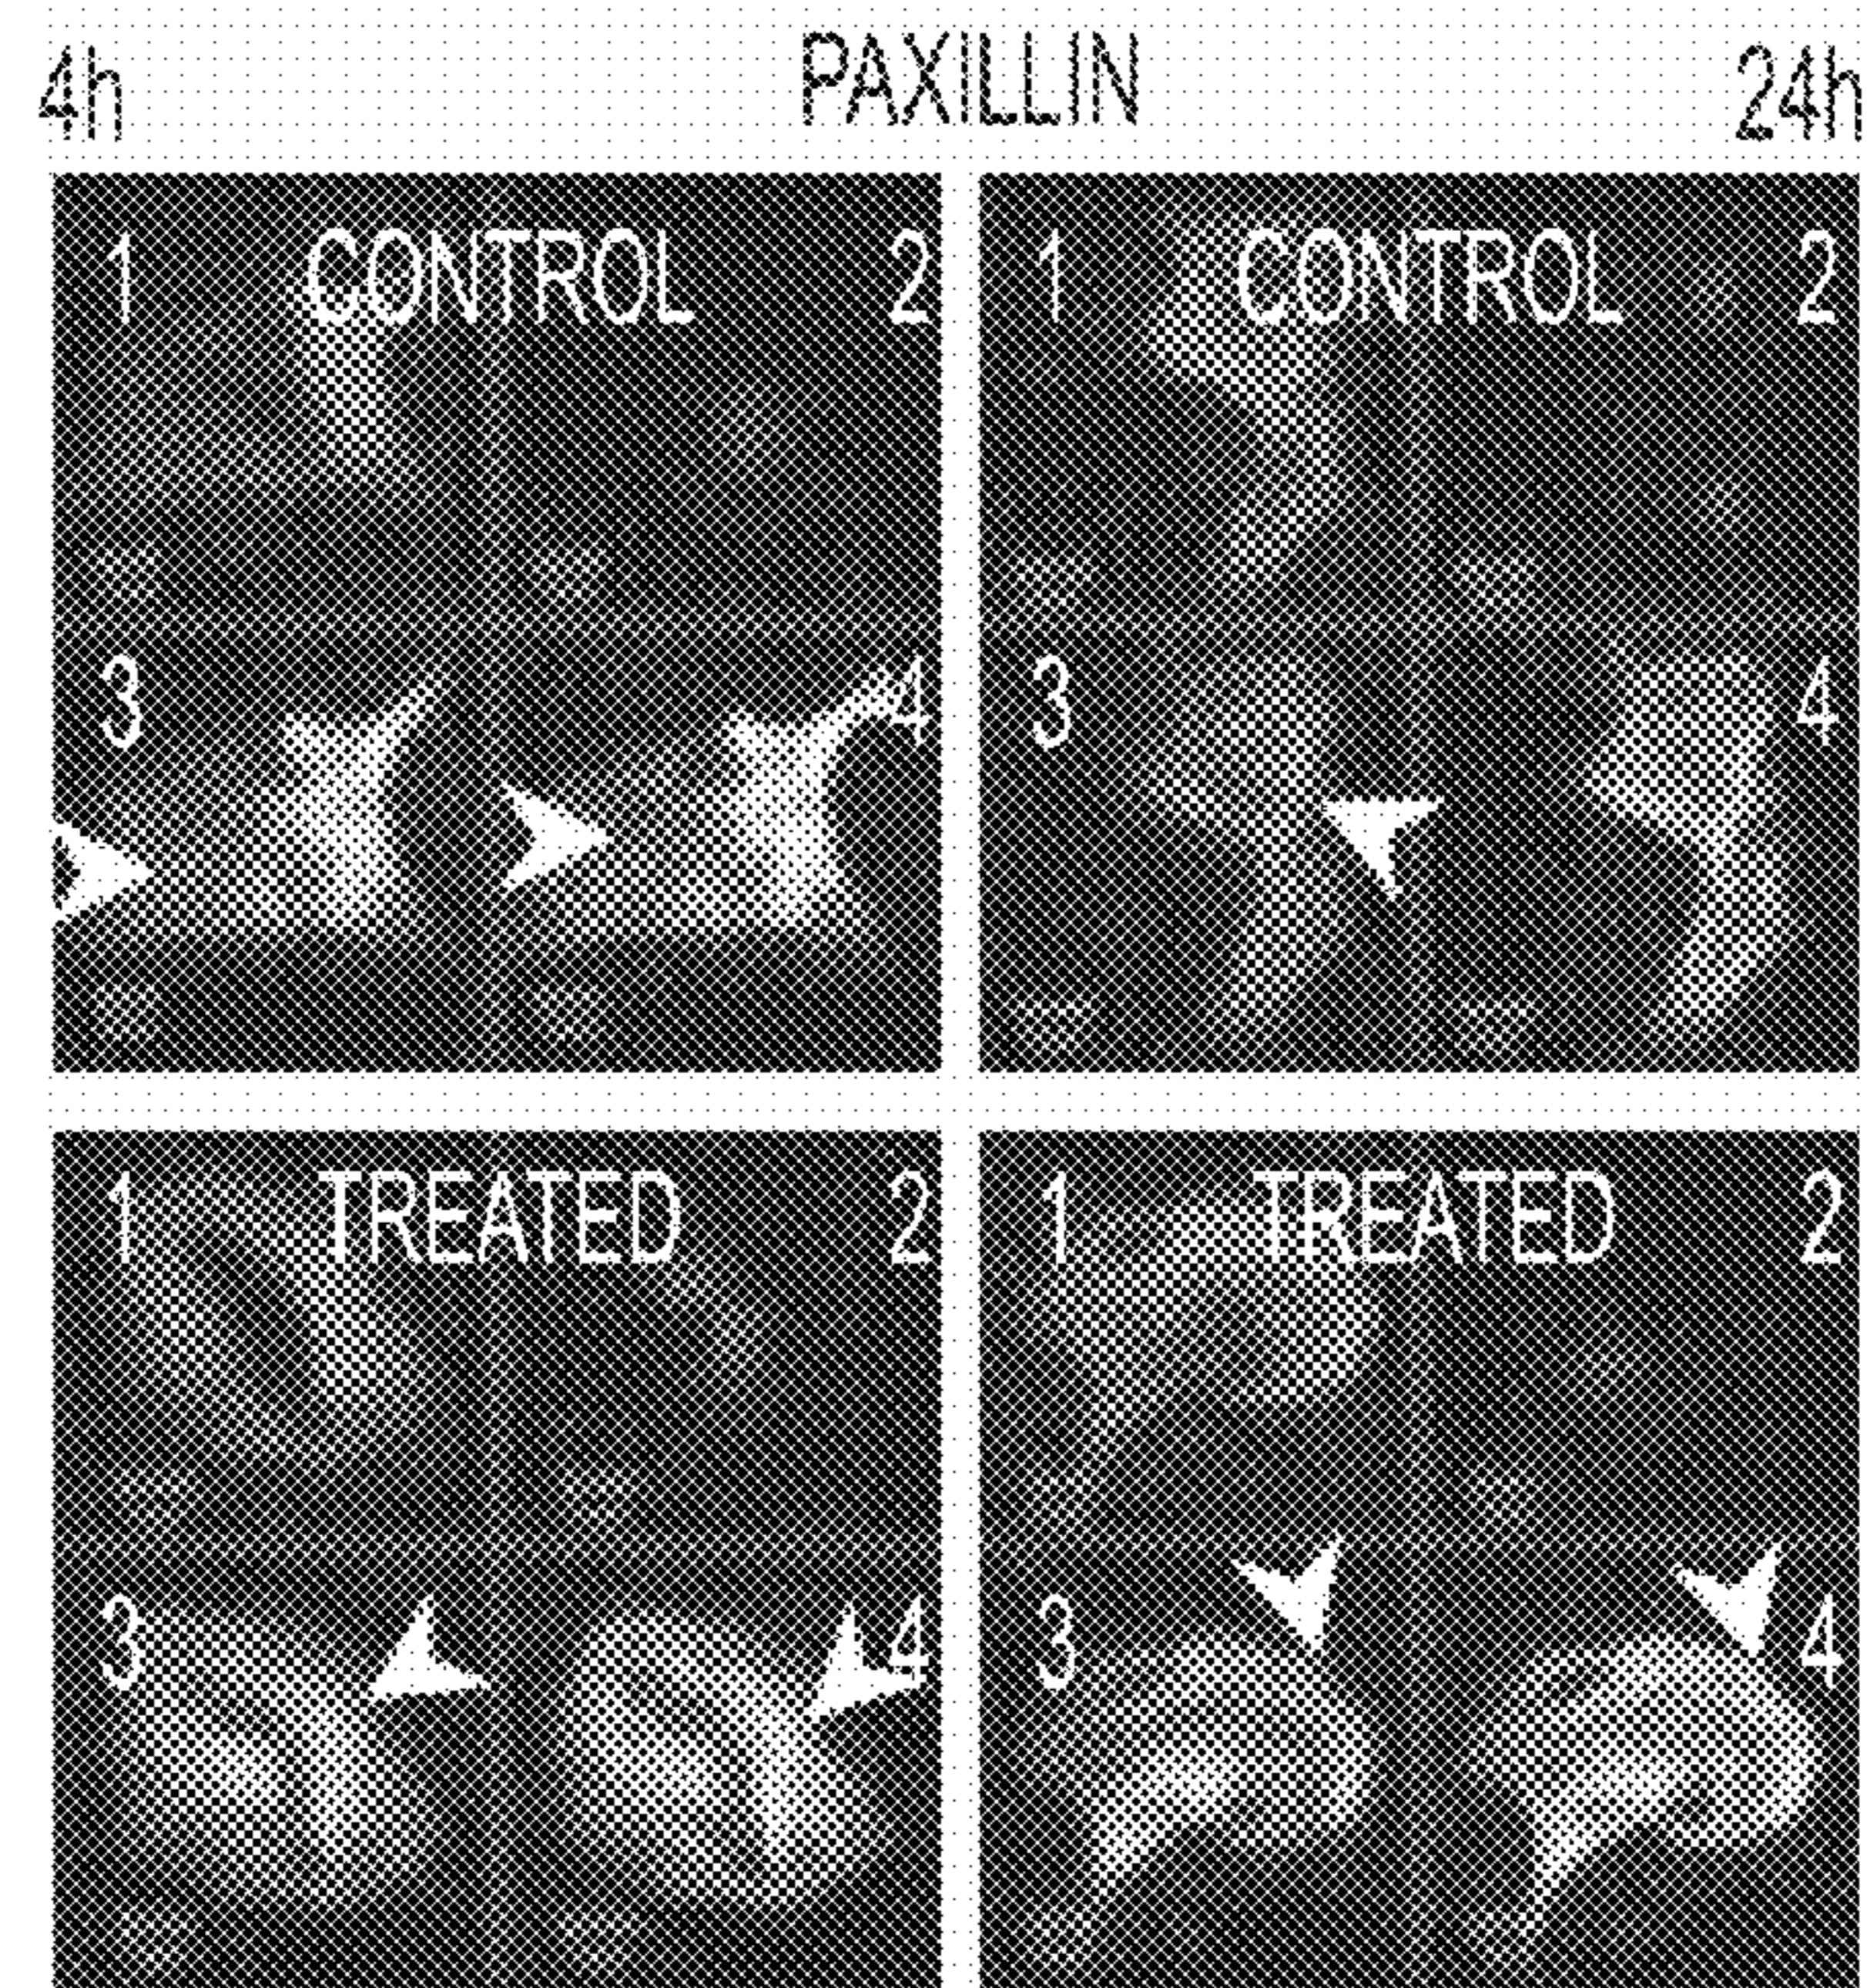 4h PAXILLIN 24h
1 CONTROL 2 1 CONTROL 2
3 4 3 4
1 TREATED 2 1 TREATED 2
3 4 3 4